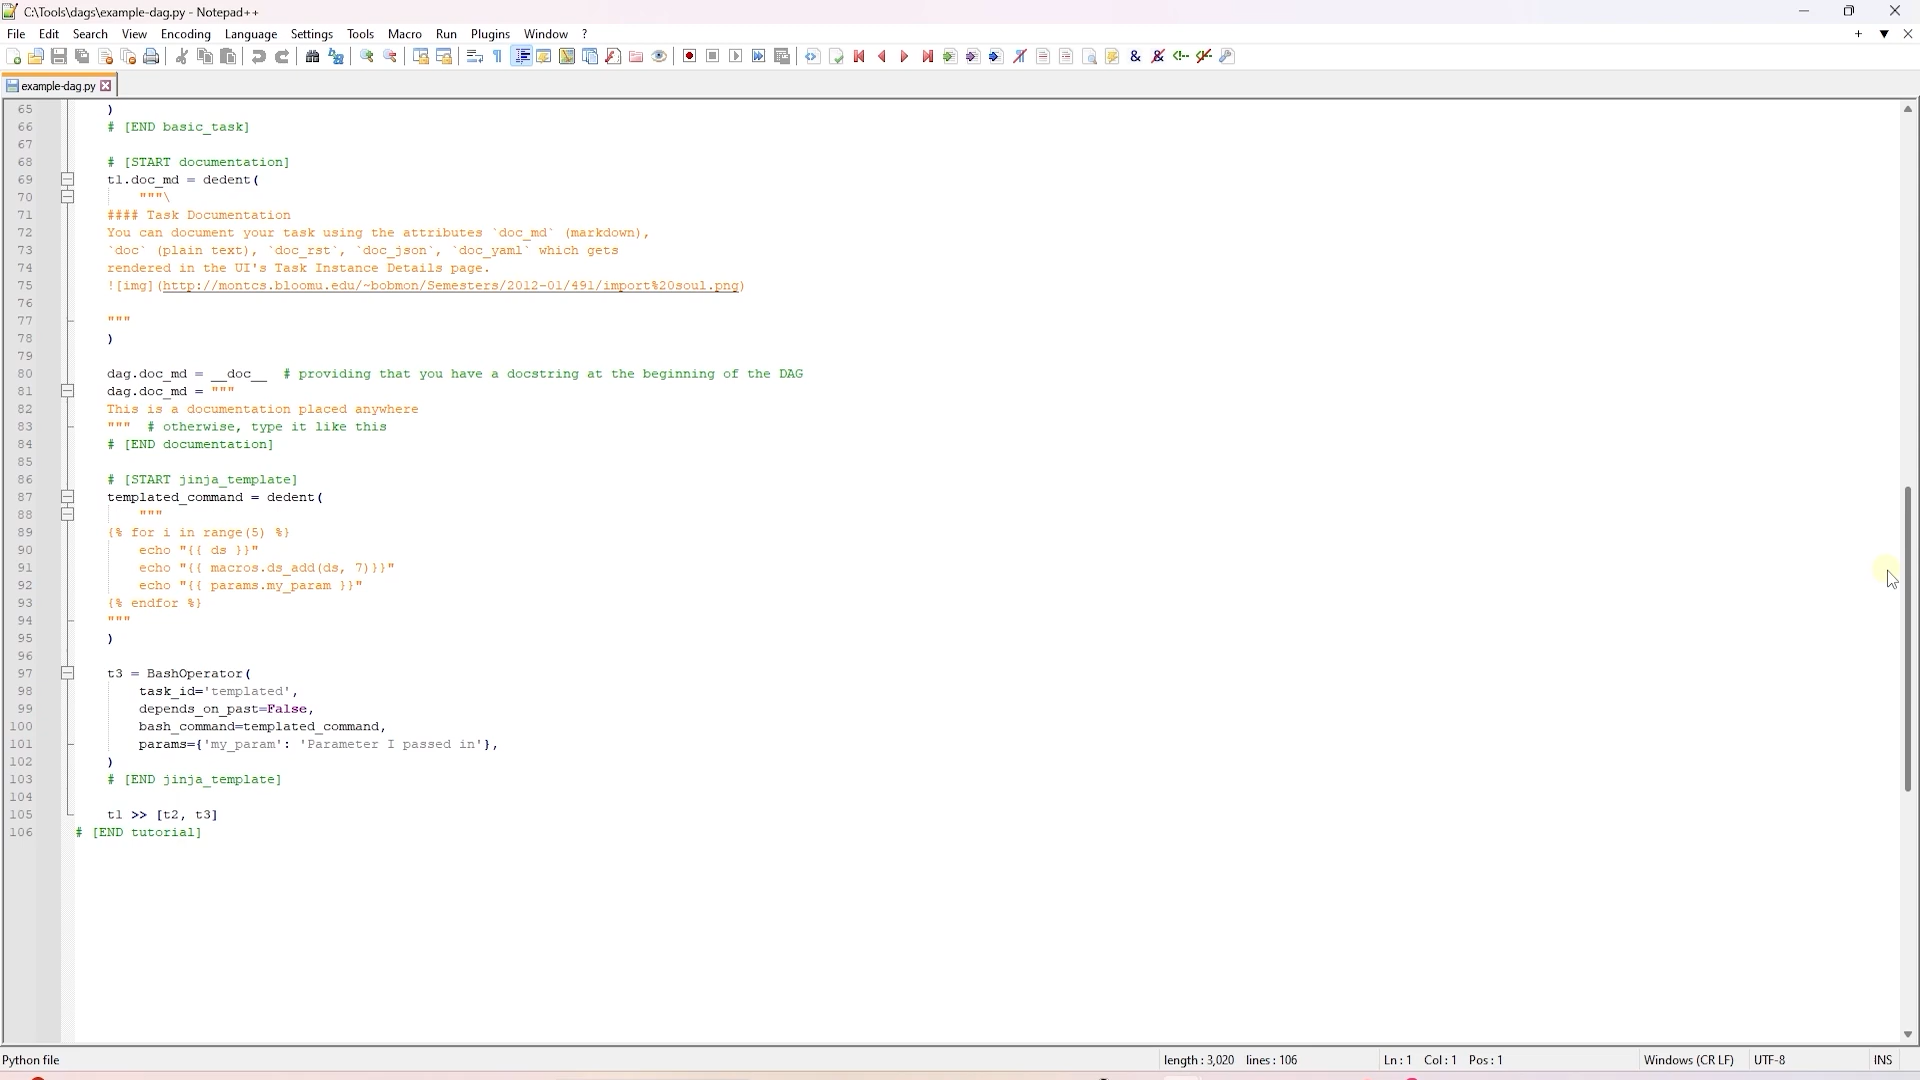 C:\Tools\dags\example-dag.py - Notepad++
File Edit Search View Encoding Language Settings Tools Macro Run Plugins Window ?
example-dag.py
65 )
66 # [END basic_task]
67
68 # [START documentation]
69 t1.doc_md = dedent(
70 """\
71 #### Task Documentation
72 You can document your task using the attributes `doc_md` (markdown),
73 `doc` (plain text), `doc_rst`, `doc_json`, `doc_yaml` which gets
74 rendered in the UI's Task Instance Details page.
75 ![img](http://montcs.bloomu.edu/~bobmon/Semesters/2012-01/491/import%20soul.png)
76
77 """
78 )
79
80 dag.doc_md = __doc__  # providing that you have a docstring at the beginning of the DAG
81 dag.doc_md = """
82 This is a documentation placed anywhere
83 """  # otherwise, type it like this
84 # [END documentation]
85
86 # [START jinja_template]
87 templated_command = dedent(
88 """
89 {% for i in range(5) %}
90 echo "{{ ds }}"
91 echo "{{ macros.ds_add(ds, 7)}}"
92 echo "{{ params.my_param }}"
93 {% endfor %}
94 """
95 )
96
97 t3 = BashOperator(
98 task_id='templated',
99 depends_on_past=False,
100 bash_command=templated_command,
101 params={'my_param': 'Parameter I passed in'},
102 )
103 # [END jinja_template]
104
105 t1 >> [t2, t3]
106 # [END tutorial]
Python file length : 3,020 lines : 106 Ln : 1 Col : 1 Pos : 1 Windows (CR LF) UTF-8 INS